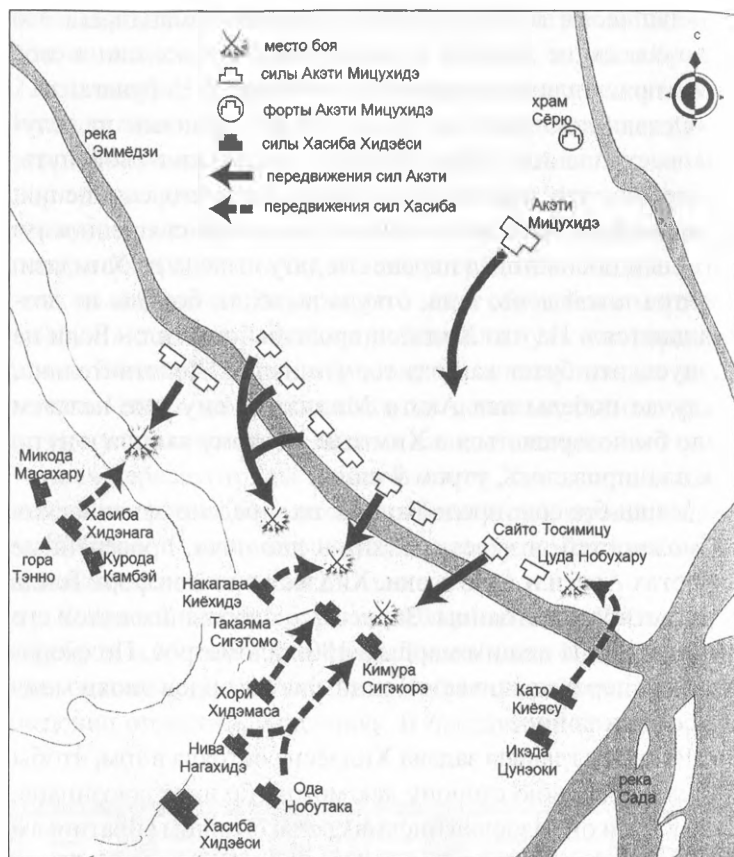 место боя
силы Акэти Мицухидэ
форты Акэти Мицухидэ
силы Хасиба Хидэёси
передвижения сил Акэти
передвижения сил Хасиба
с
храм
Сёрю
река
Эммёдзи
Акэти
Мицухидэ
Микода
Масахару
Хасиба
Хидэнага
гора
Тэнно
Курода
Камбэй
Накагава
Киёхидэ
Такаяма
Сигэтомо
Сайто Тосимицу
Нобухару
Хори
Хидэмаса
Кимура
Сигэкорэ
Като
Киёясу
Нива
Нагахидэ
Икэда
Цунэоки
Ода
Нобутака
Хасиба
Хидэёси
река
Сада